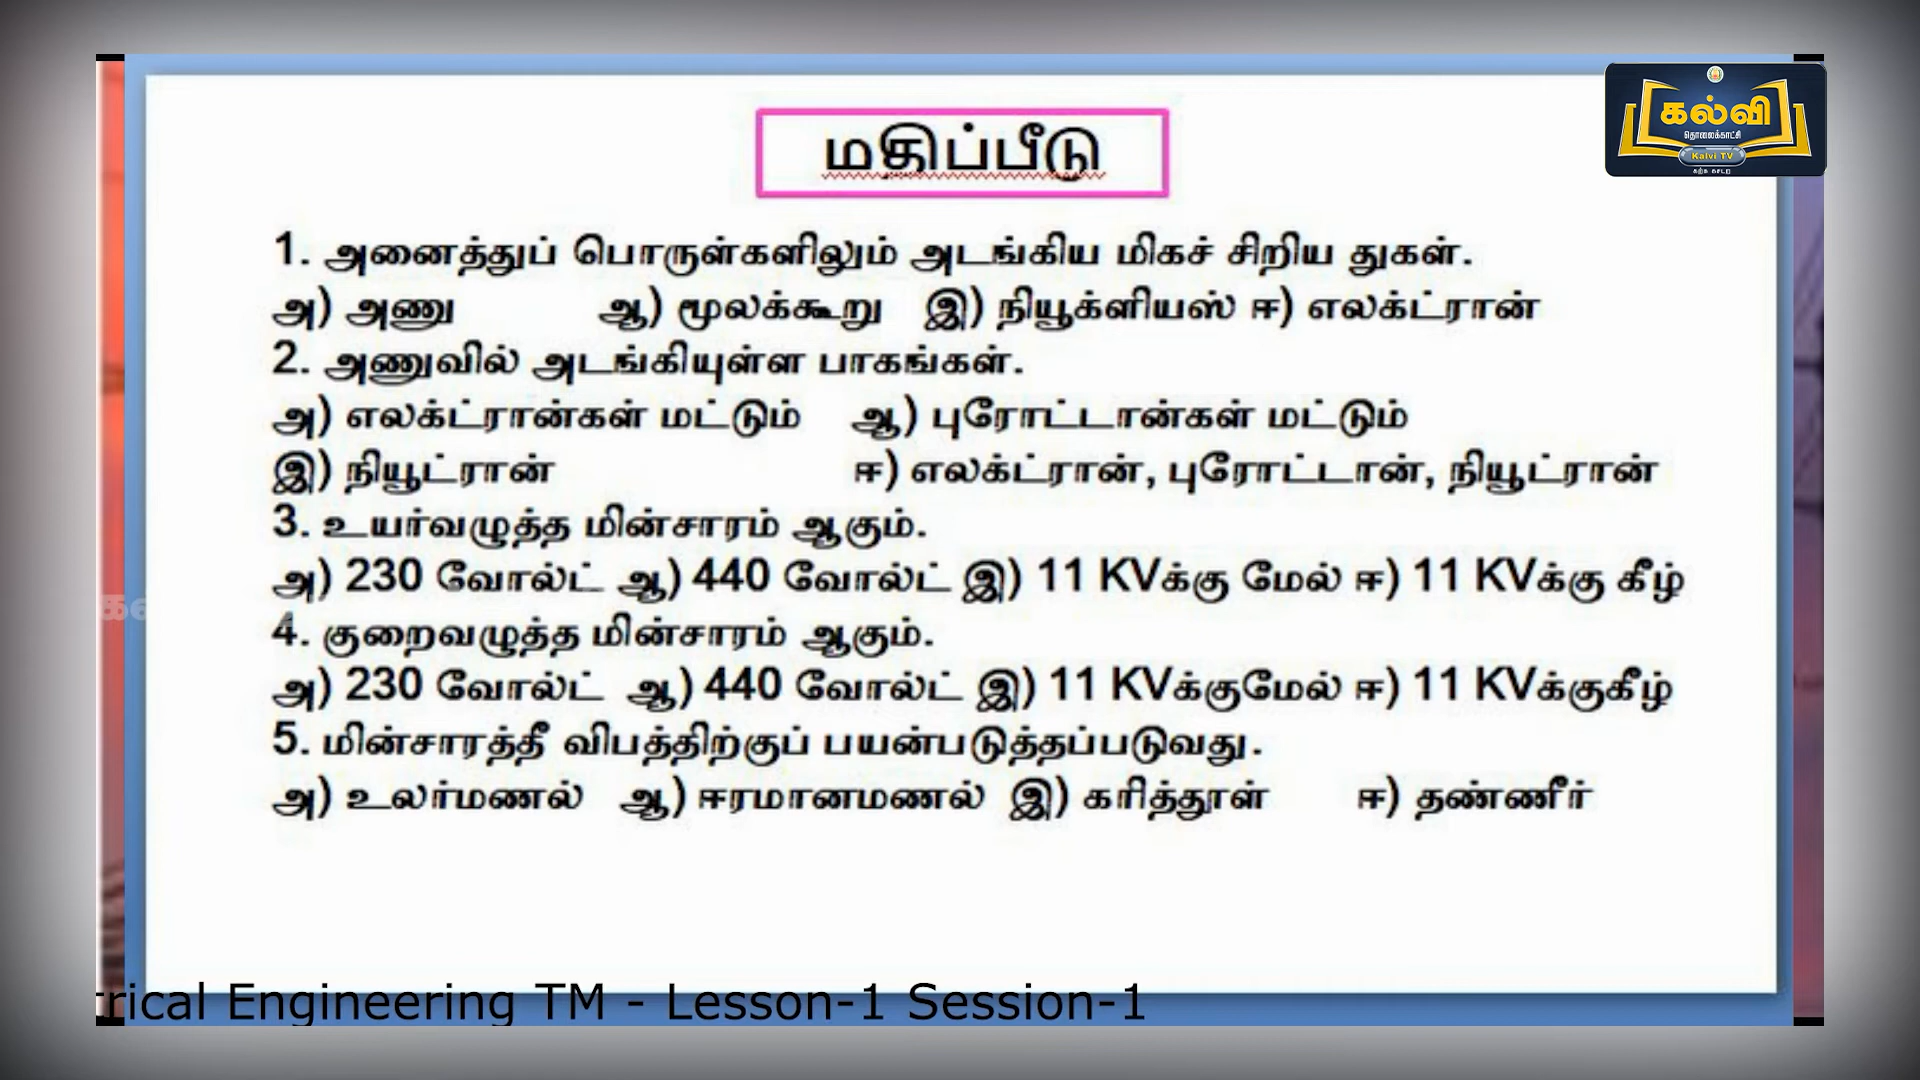 கல்வி
தொலைக்காட்சி
Kalvi TV
கற்க கசடற
மதிப்பீடு
1. அனைத்துப் பொருள்களிலும் அடங்கிய மிகச் சிறிய துகள்.
அ) அணு ஆ) மூலக்கூறு இ) நியூக்ளியஸ் ஈ) எலக்ட்ரான்
2. அணுவில் அடங்கியுள்ள பாகங்கள்.
அ) எலக்ட்ரான்கள் மட்டும் ஆ) புரோட்டான்கள் மட்டும்
இ) நியூட்ரான் ஈ) எலக்ட்ரான், புரோட்டான், நியூட்ரான்
3. உயர்வழுத்த மின்சாரம் ஆகும்.
அ) 230 வோல்ட் ஆ) 440 வோல்ட் இ) 11 KVக்கு மேல் ஈ) 11 KVக்கு கீழ்
4. குறைவழுத்த மின்சாரம் ஆகும்.
அ) 230 வோல்ட் ஆ) 440 வோல்ட் இ) 11 KVக்குமேல் ஈ) 11 KVக்குகீழ்
5. மின்சாரத்தீ விபத்திற்குப் பயன்படுத்தப்படுவது.
அ) உலர்மணல் ஆ) ஈரமானமணல் இ) கரித்தூள் ஈ) தண்ணீர்
trical Engineering TM - Lesson-1 Session-1